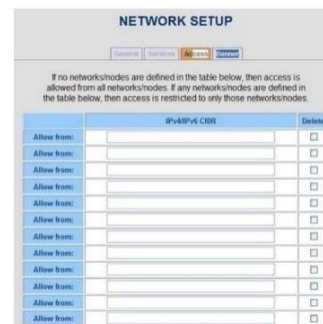 NETWORK SETUP
General Services Access Banner
If no networks/nodes are defined in the table below, then access is
allowed from all networks/nodes. If any networks/nodes are defined in
the table below, then access is restricted to only those networks/nodes.
IPv4/IPv6 CIDR Delete
Allow from:
Allow from:
Allow from:
Allow from:
Allow from:
Allow from:
Allow from:
Allow from:
Allow from:
Allow from:
Allow from: